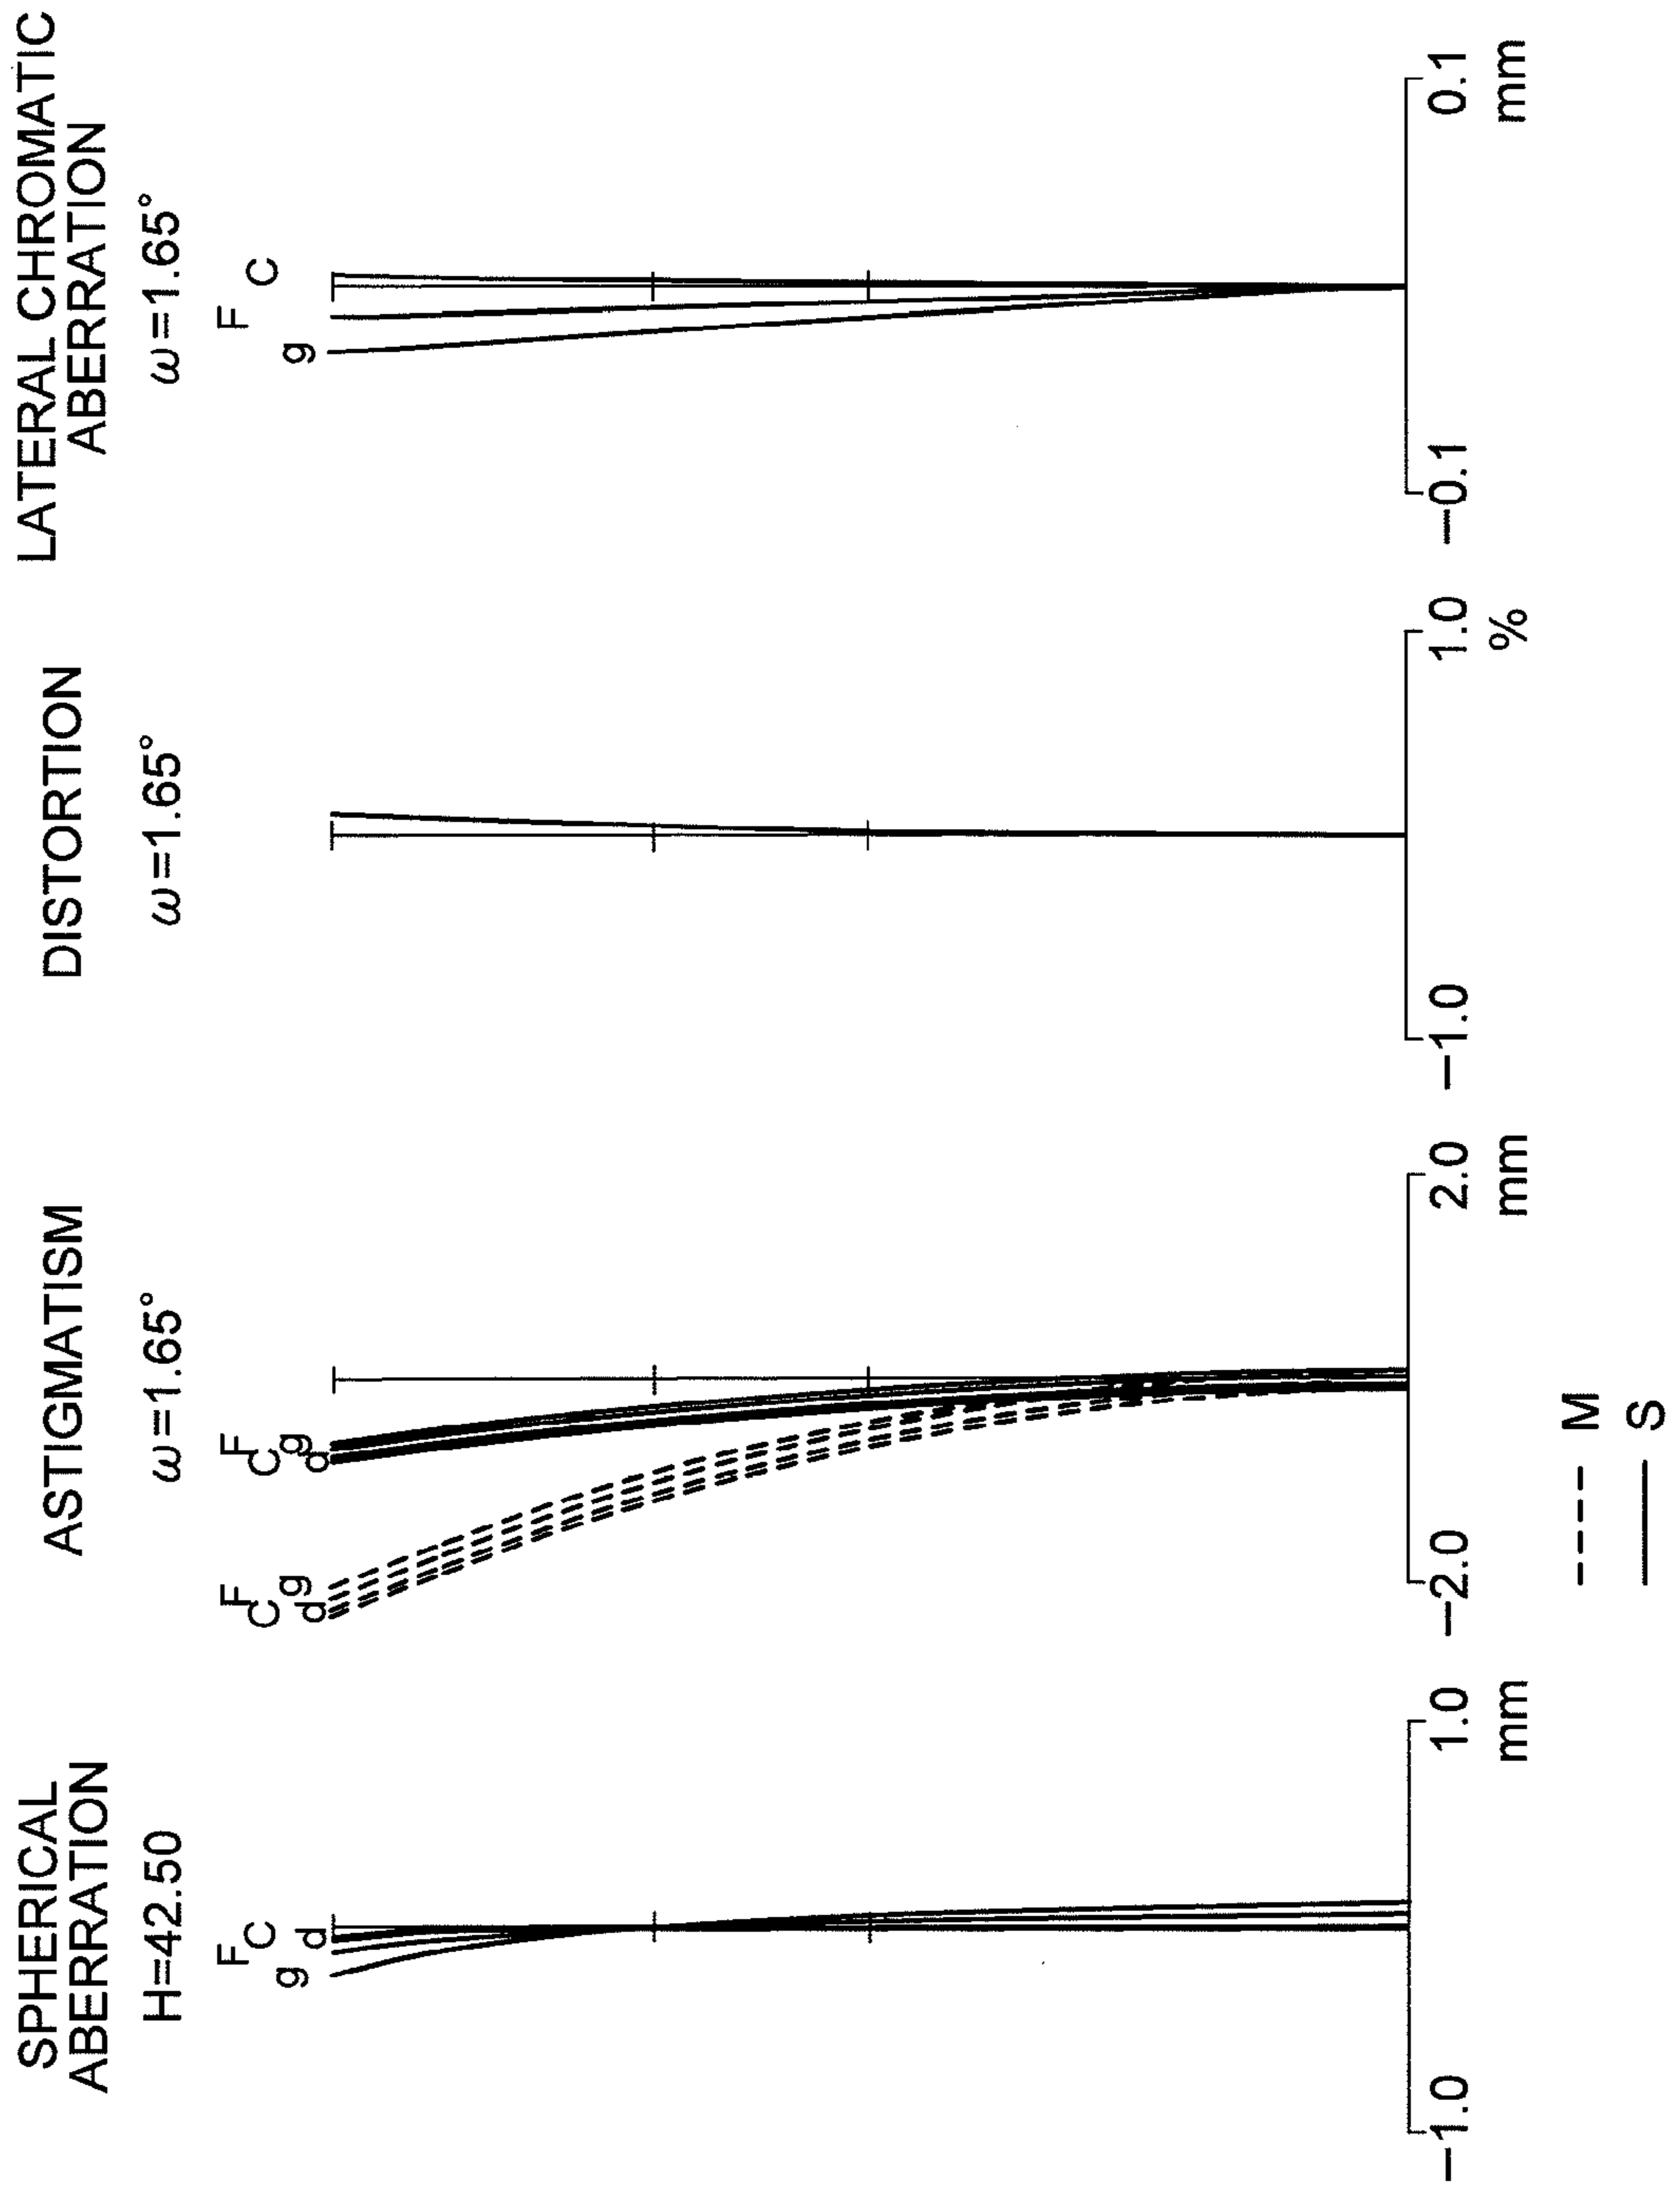 SPHERICAL
ABERRATION
H=42.50
F
C
g
d
−1.0
1.0
mm
ASTIGMATISM
ω=1.65°
F
C
g
d
F
C
g
d
−2.0
2.0
mm
M
S
DISTORTION
ω=1.65°
−1.0
1.0
%
LATERAL CHROMATIC
ABERRATION
ω=1.65°
F
C
g
−0.1
0.1
mm